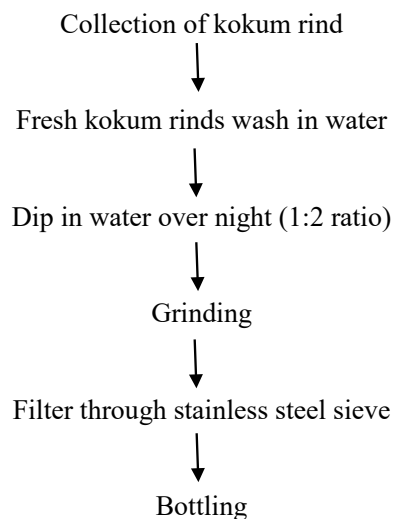 Collection of kokum rind
Fresh kokum rinds wash in water
Dip in water over night (1:2 ratio)
Grinding
Filter through stainless steel sieve
Bottling